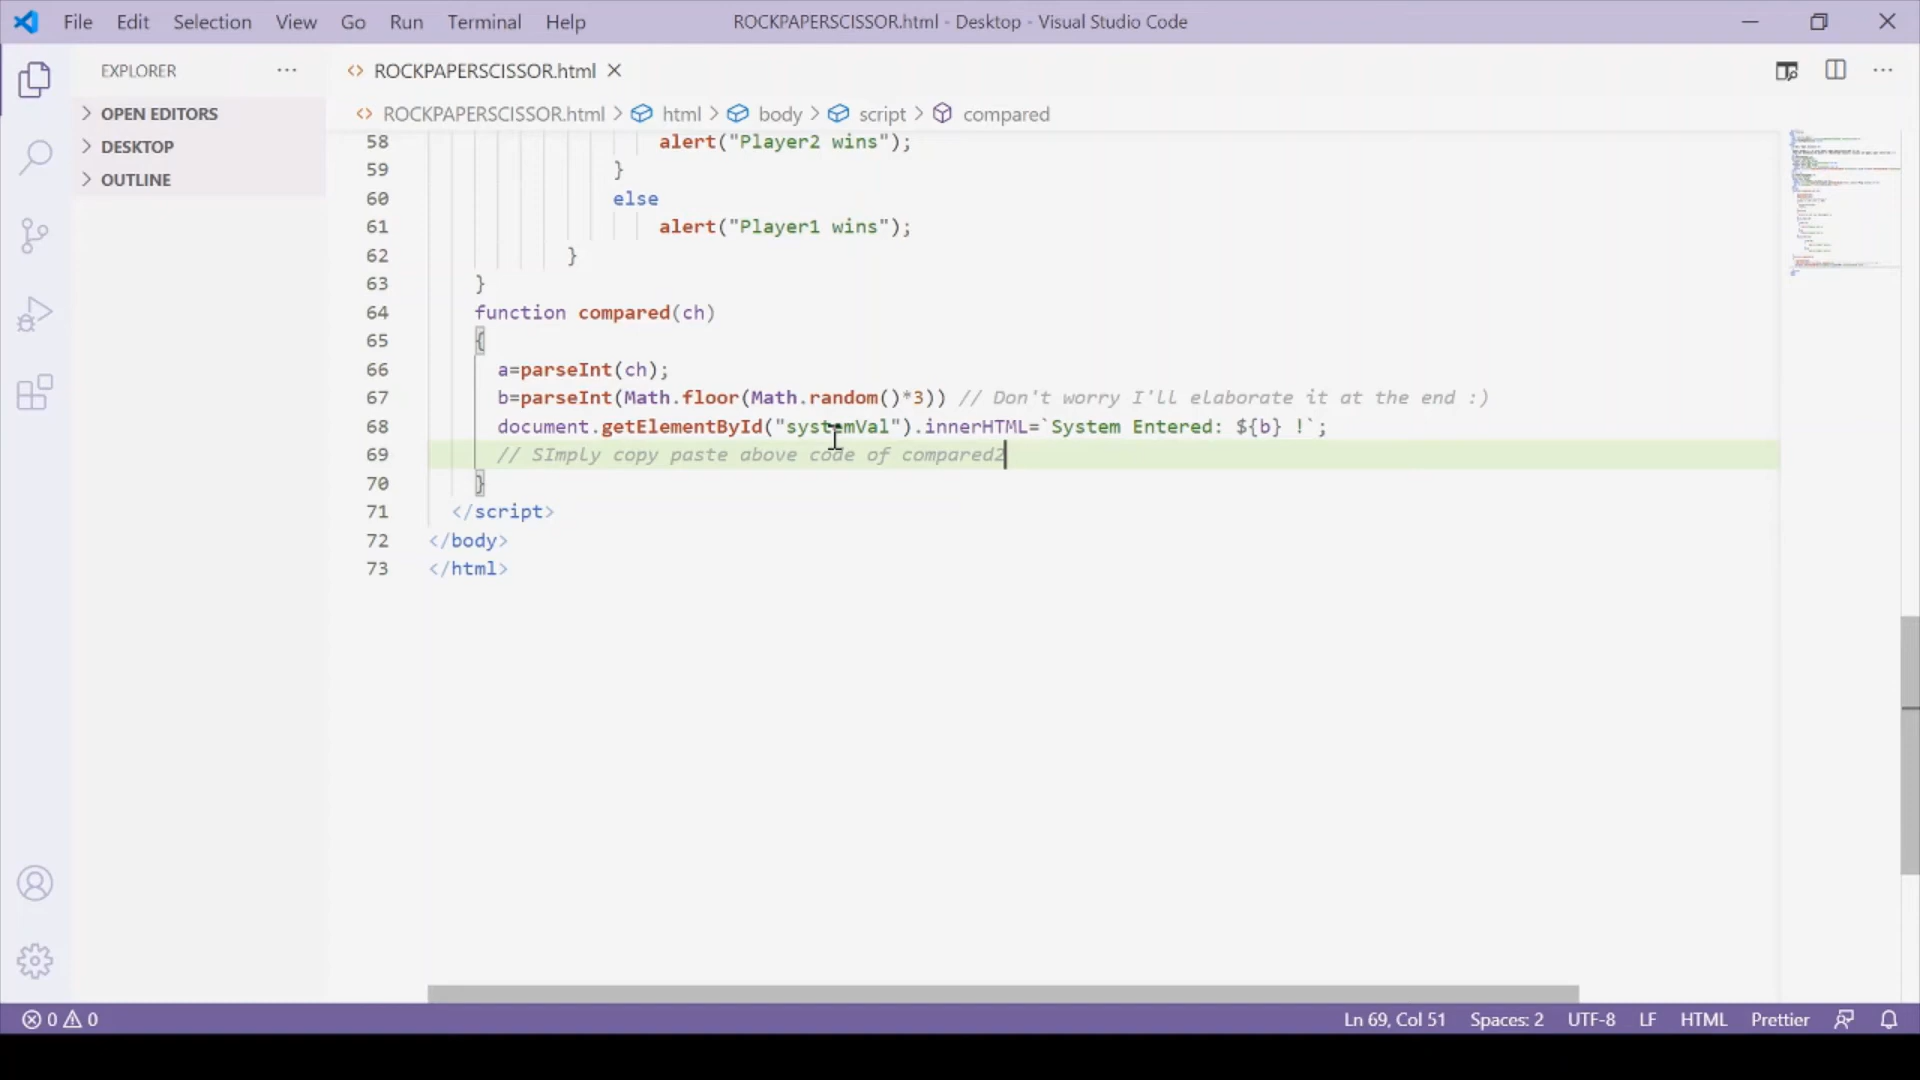 File Edit Selection View Go Run Terminal Help ROCKPAPERSCISSOR.html - Desktop - Visual Studio Code
EXPLORER
OPEN EDITORS
DESKTOP
OUTLINE
ROCKPAPERSCISSOR.html
ROCKPAPERSCISSOR.html > html > body > script > compared
58 alert("Player2 wins");
59 }
60 else
61 alert("Player1 wins");
62 }
63 }
64 function compared(ch)
65 {
66 a=parseInt(ch);
67 b=parseInt(Math.floor(Math.random()*3)) // Don't worry I'll elaborate it at the end :)
68 document.getElementById("systemVal").innerHTML=`System Entered: ${b} !`;
69 // SImply copy paste above code of compared2
70 }
71 </script>
72 </body>
73 </html>
0 0 Ln 69, Col 51 Spaces: 2 UTF-8 LF HTML Prettier